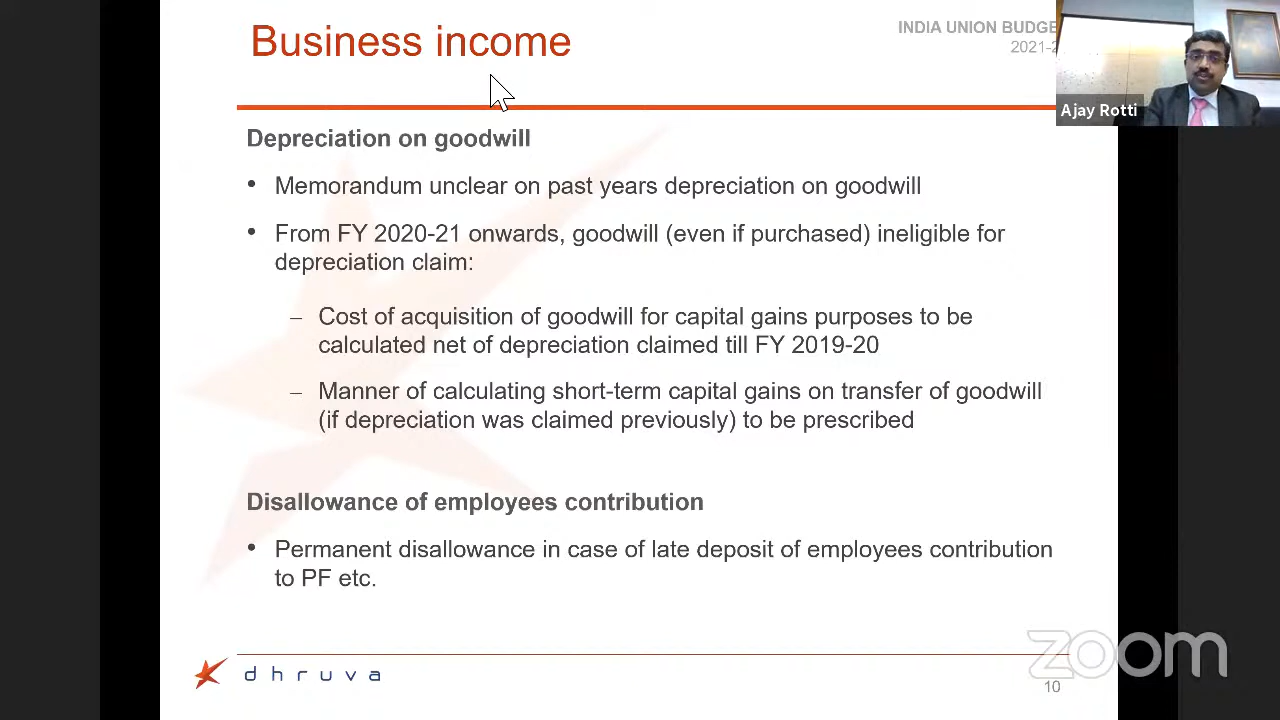 Business income
INDIA UNION BUDGE
2021-2
Ajay Rotti
Depreciation on goodwill
• Memorandum unclear on past years depreciation on goodwill
• From FY 2020-21 onwards, goodwill (even if purchased) ineligible for
depreciation claim:
– Cost of acquisition of goodwill for capital gains purposes to be
calculated net of depreciation claimed till FY 2019-20
– Manner of calculating short-term capital gains on transfer of goodwill
(if depreciation was claimed previously) to be prescribed
Disallowance of employees contribution
• Permanent disallowance in case of late deposit of employees contribution
to PF etc.
dhruva
zoom
10